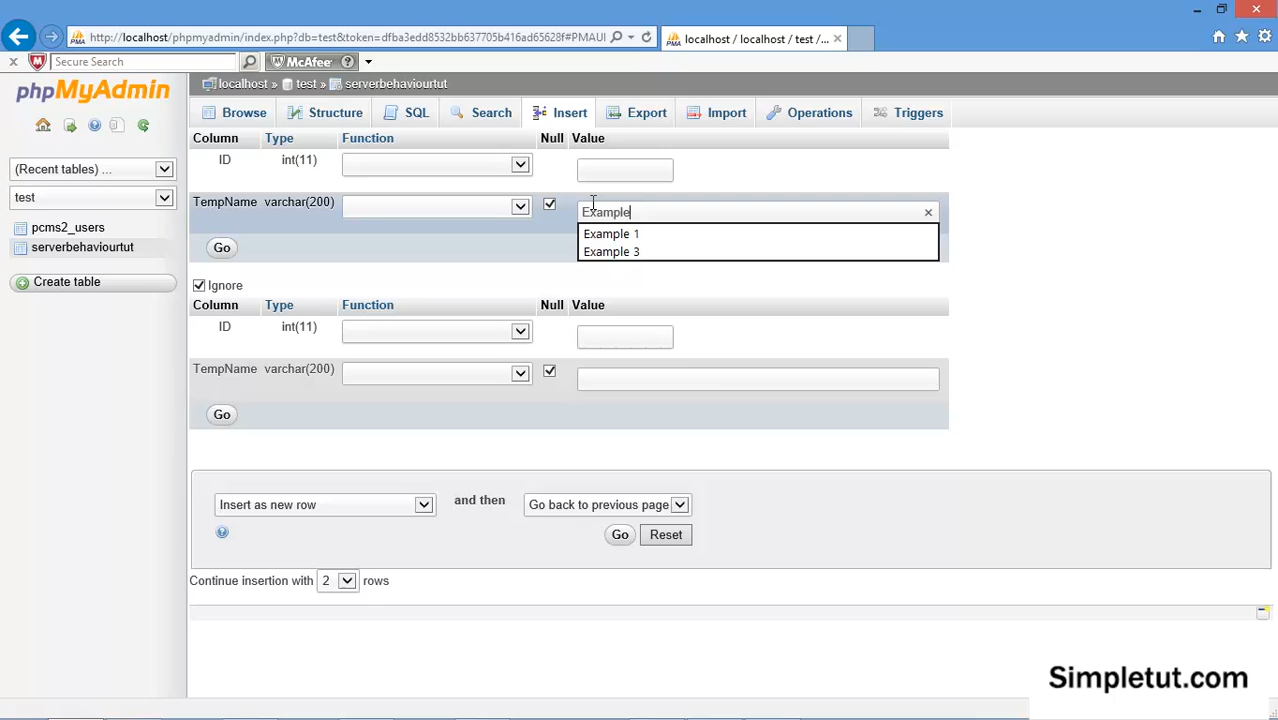 http://localhost/phpmyadmin/index.php?db=test&token=dfba3edd8532bb637705b416ad65628f#PMAUI
localhost / localhost / test /...
Secure Search
McAfee
phpMyAdmin
localhost » test » serverbehaviourtut
Browse Structure SQL Search Insert Export Import Operations Triggers
(Recent tables) ...
test
pcms2_users
serverbehaviourtut
Create table
Column Type Function Null Value
ID int(11)
TempName varchar(200) Example
Example 1
Example 3
Go
Ignore
Column Type Function Null Value
ID int(11)
TempName varchar(200)
Go
Insert as new row and then Go back to previous page
Go Reset
Continue insertion with 2 rows
Simpletut.com